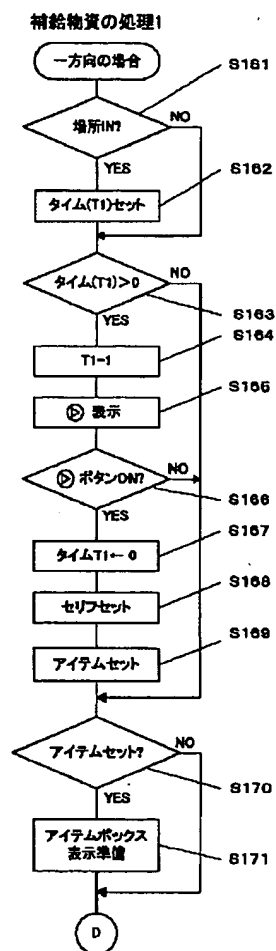 補給物資の処理1
一方向の場合
S161
場所IN?
NO
YES
S162
タイム(T1)セット
タイム(T1)>0
NO
S163
YES
S164
T1-1
S165
▷ 表示
▷ ボタンON?
NO
S166
YES
S167
タイムT1←0
S168
セリフセット
S169
アイテムセット
アイテムセット?
NO
S170
YES
アイテムボックス
表示準備
S171
D